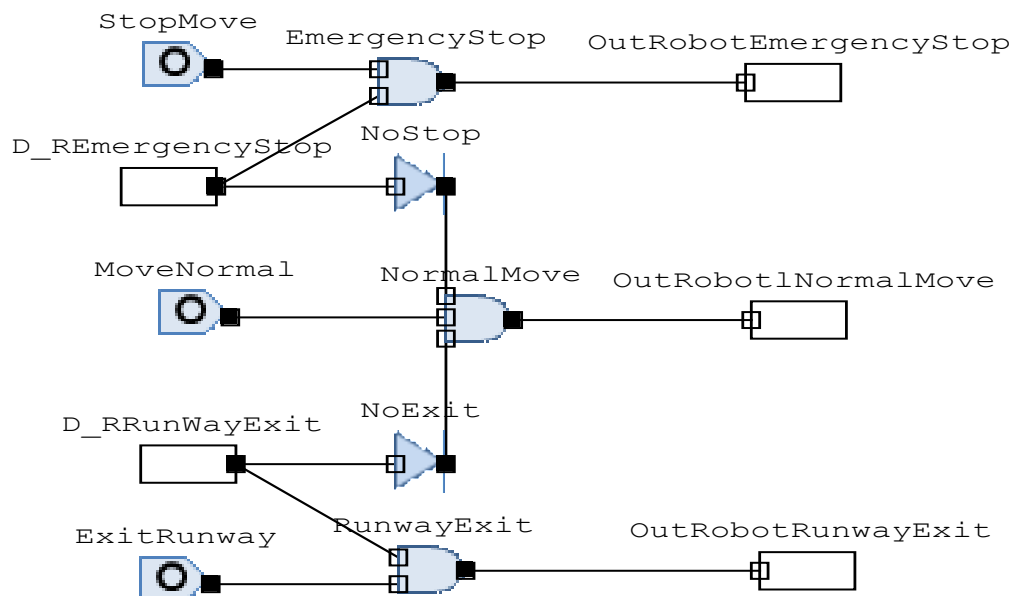 StopMove
EmergencyStop
OutRobotEmergencyStop
D_REmergencyStop
NoStop
MoveNormal
NormalMove
OutRobotlNormalMove
D_RRunWayExit
NoExit
ExitRunway
RunwayExit
OutRobotRunwayExit